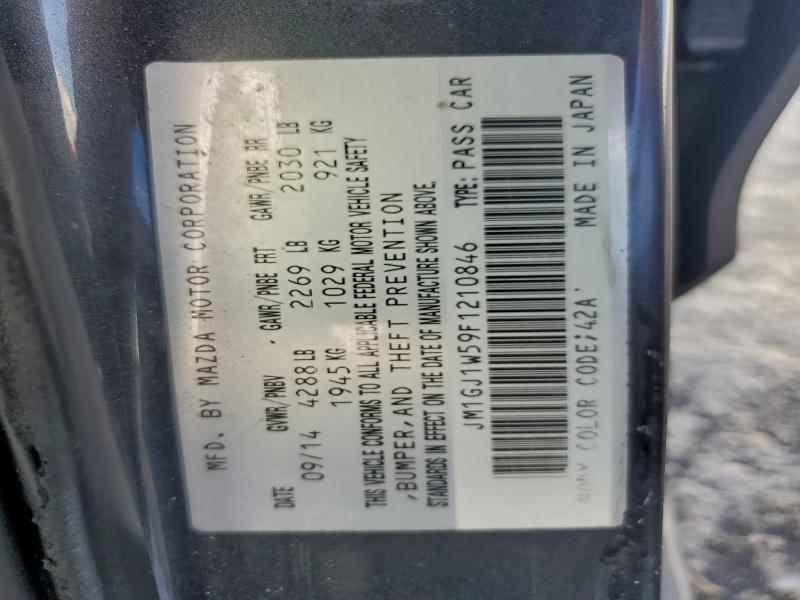 MFD. BY MAZDA MOTOR CORPORATION
DATE GVWR/PNBV GAWR/PNBE FRT GAWR/PNBE RR
09/14 4288 LB 2269 LB 2030 LB
1945 KG 1029 KG 921 KG
THIS VEHICLE CONFORMS TO ALL APPLICABLE FEDERAL MOTOR VEHICLE SAFETY
,BUMPER,AND THEFT PREVENTION
STANDARDS IN EFFECT ON THE DATE OF MANUFACTURE SHOWN ABOVE.
JM1GJ1W59F1210846 TYPE: PASS CAR
BODY COLOR CODE;42A MADE IN JAPAN